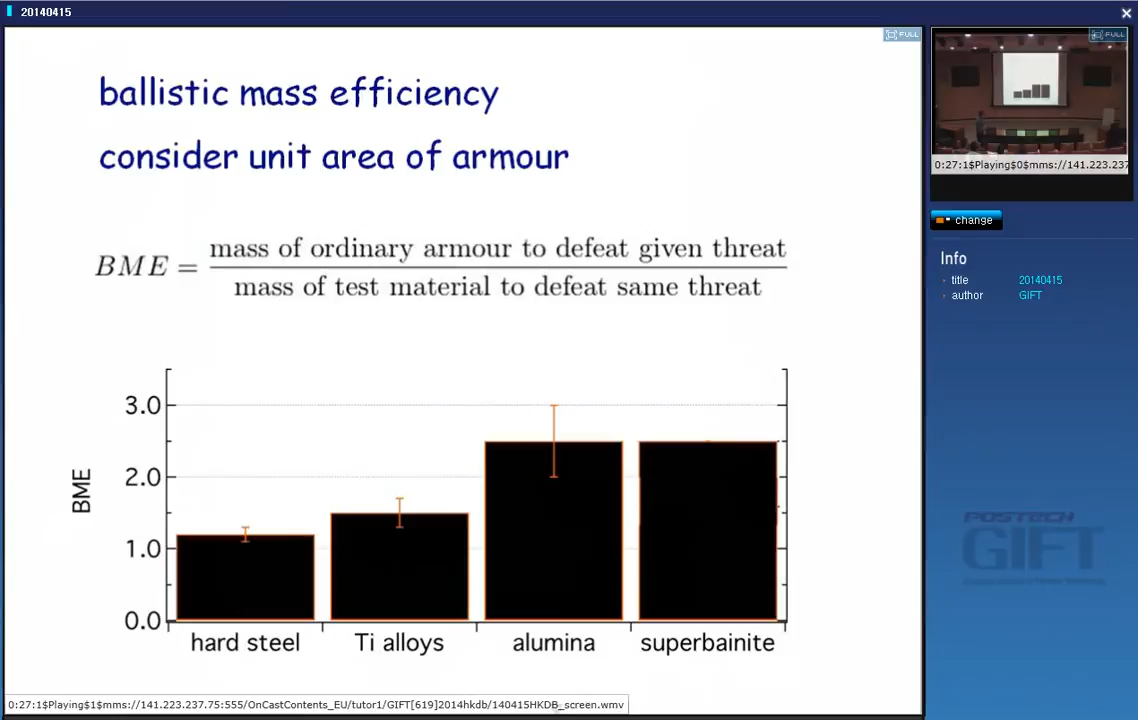 20140415
FULL
ballistic mass efficiency
consider unit area of armour
BME = mass of ordinary armour to defeat given threat
mass of test material to defeat same threat
BME
3.0
2.0
1.0
0.0
hard steel Ti alloys alumina superbainite
0:27:1$Playing$1$mms://141.223.237.75:555/OnCastContents_EU/tutor1/GIFT[619]2014hkdb/140415HKDB_screen.wmv
FULL
0:27:1$Playing$0$mms://141.223.237
change
Info
title 20140415
author GIFT
POSTECH
GIFT